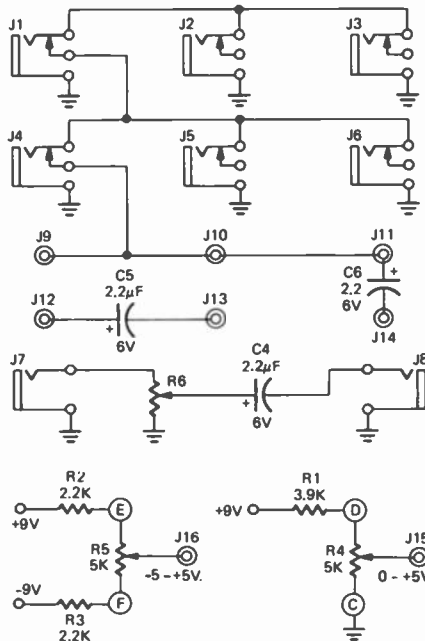 J1
J2
J3
J4
J5
J6
J9
J10
J11
C5
2.2μF
6V
+
J12
J13
C6
2.2
6V
+
J14
J7
R6
C4
2.2μF
+
6V
J8
R2
2.2K
E
+9V
R5
5K
J16
-5 - +5V.
-9V
F
R3
2.2K
R1
3.9K
D
+9V
R4
5K
J15
0 - +5V
C